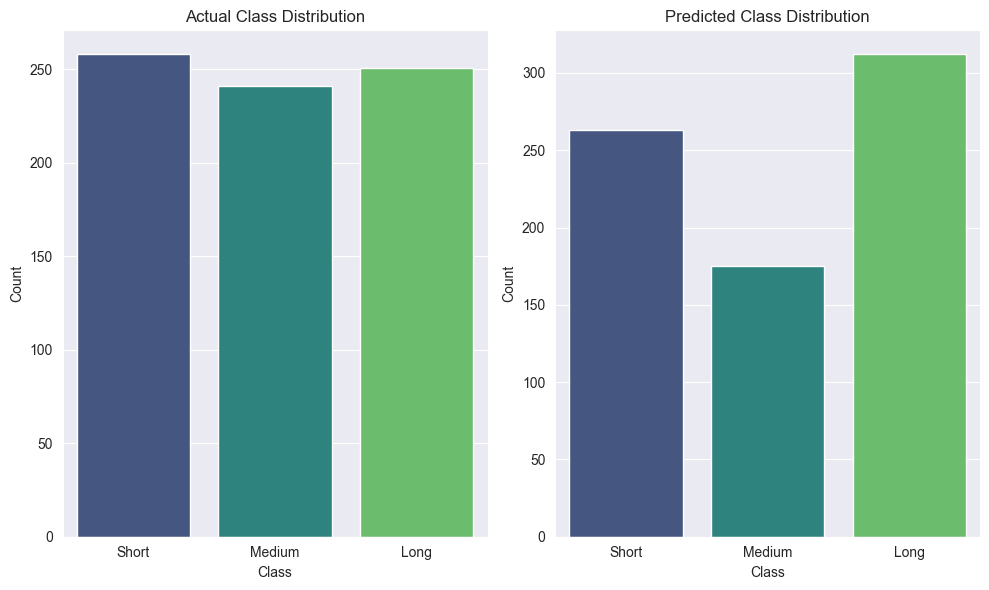 Actual Class Distribution
Predicted Class Distribution
Count
250
200
150
100
50
0
Short Medium Long
Class
Count
300
250
200
150
100
50
0
Short Medium Long
Class